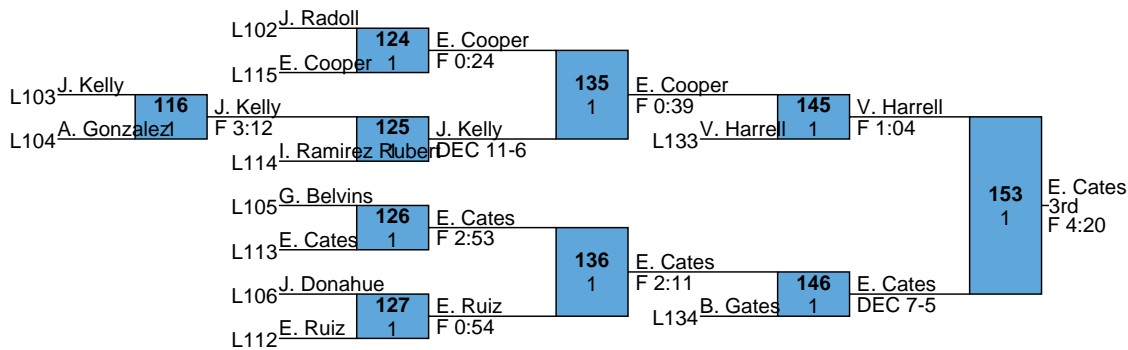 L102 J. Radoll
124
1
E. Cooper
F 0:24
L115 E. Cooper
135
1
E. Cooper
F 0:39
L103 J. Kelly
116
1
J. Kelly
F 3:12
L104 A. Gonzalez
125
1
J. Kelly
DEC 11-6
L114 I. Ramirez Rubert
145
1
V. Harrell
F 1:04
L133 V. Harrell
L105 G. Belvins
126
1
E. Cates
F 2:53
L113 E. Cates
136
1
E. Cates
F 2:11
L106 J. Donahue
127
1
E. Ruiz
F 0:54
L112 E. Ruiz
146
1
E. Cates
DEC 7-5
L134 B. Gates
153
1
E. Cates
3rd
F 4:20